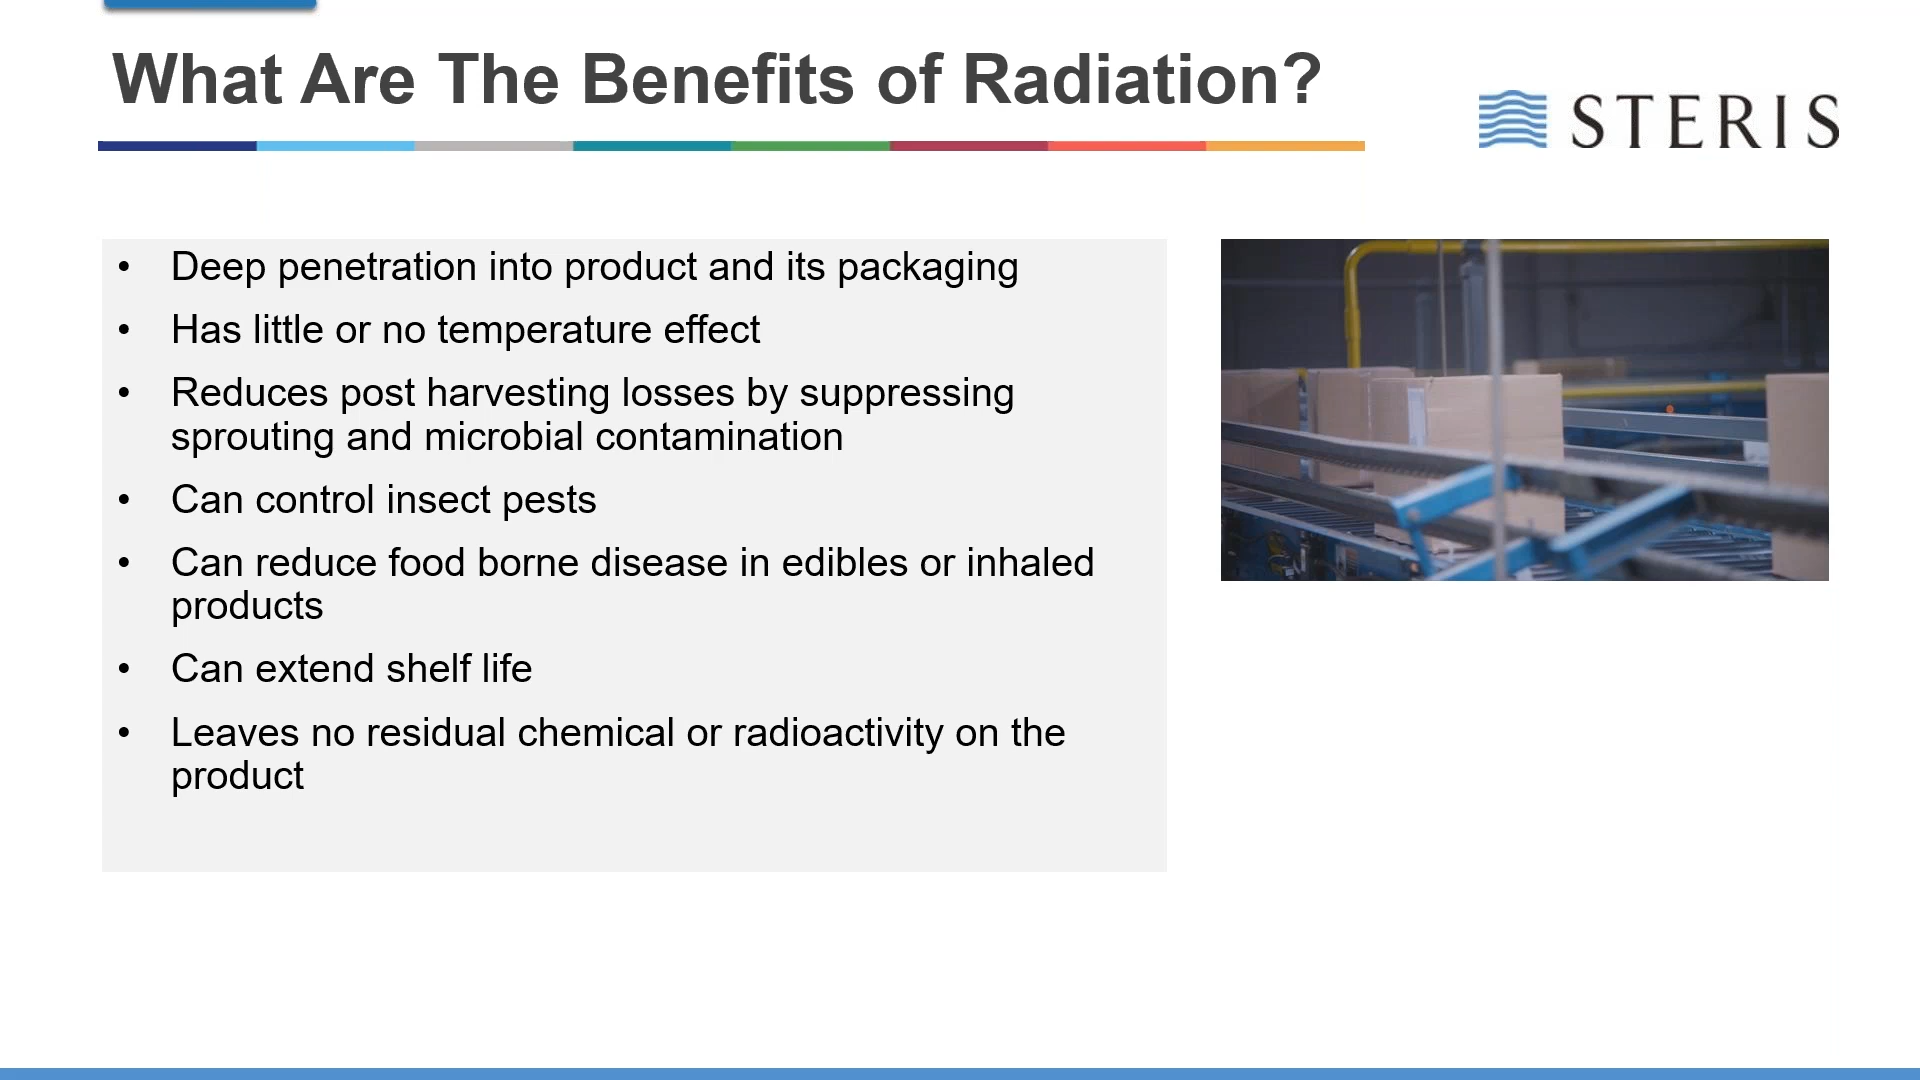 What Are The Benefits of Radiation?
STERIS
• Deep penetration into product and its packaging
• Has little or no temperature effect
• Reduces post harvesting losses by suppressing
sprouting and microbial contamination
• Can control insect pests
• Can reduce food borne disease in edibles or inhaled
products
• Can extend shelf life
• Leaves no residual chemical or radioactivity on the
product